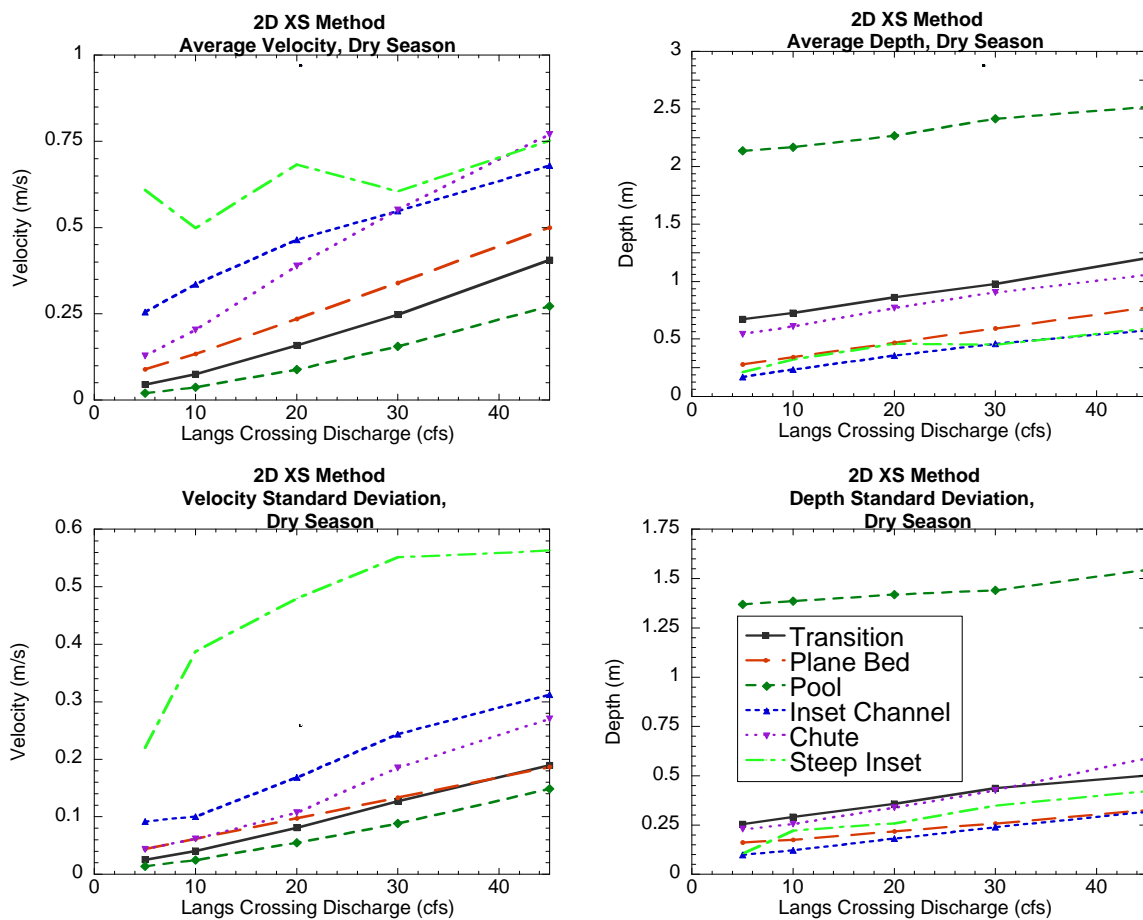 2D XS Method
Average Velocity, Dry Season
1
0.75
0.5
0.25
0
Velocity (m/s)
0 10 20 30 40
Langs Crossing Discharge (cfs)
2D XS Method
Average Depth, Dry Season
3
2.5
2
1.5
1
0.5
0
Depth (m)
0 10 20 30 40
Langs Crossing Discharge (cfs)
2D XS Method
Velocity Standard Deviation,
Dry Season
0.6
0.5
0.4
0.3
0.2
0.1
0
Velocity (m/s)
0 10 20 30 40
Langs Crossing Discharge (cfs)
2D XS Method
Depth Standard Deviation,
Dry Season
1.75
1.5
1.25
1
0.75
0.5
0.25
0
Depth (m)
Transition
Plane Bed
Pool
Inset Channel
Chute
Steep Inset
0 10 20 30 40
Langs Crossing Discharge (cfs)